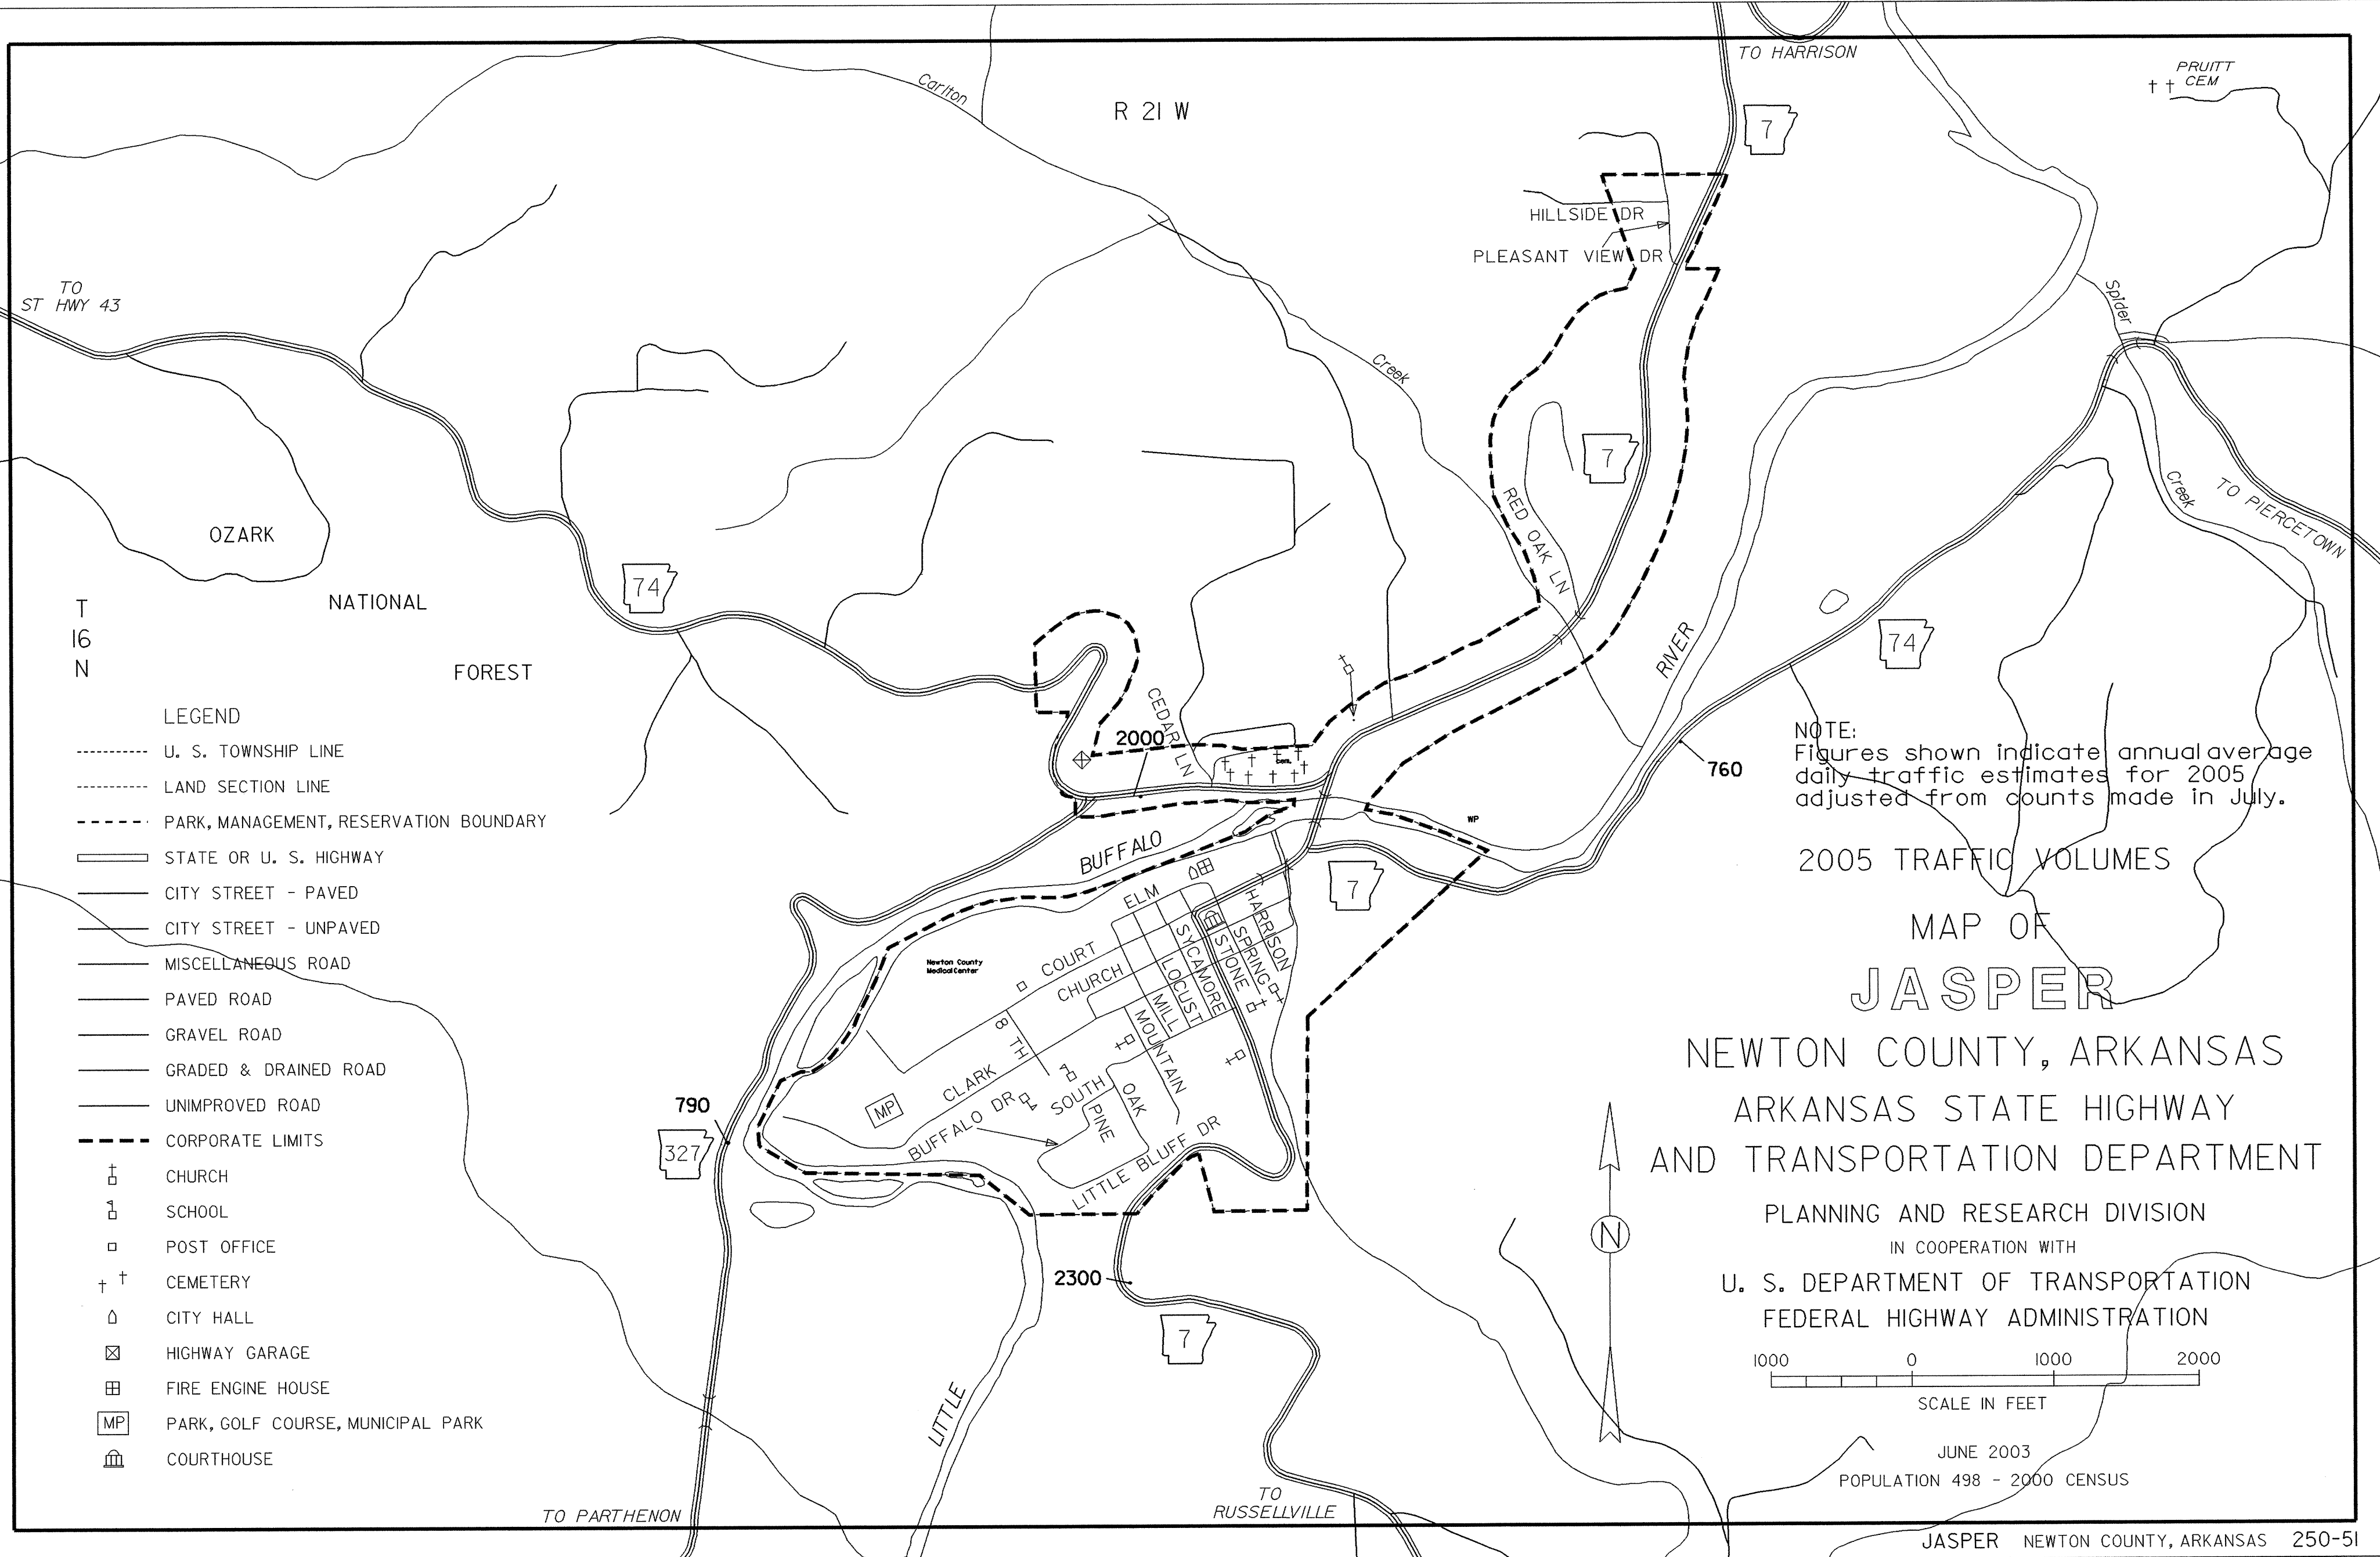 TO HARRISON
PRUITT
CEM
Carlton
R 21 W
7
HILLSIDE DR
PLEASANT VIEW DR
TO
ST HWY 43
Spider
Creek
7
Creek
TO PIERCETOWN
RED OAK LN
OZARK
74
NATIONAL
T
16
N
FOREST
RIVER
74
CEDAR LN
2000
Cem.
760
WP
NOTE:
Figures shown indicate annual average
daily traffic estimates for 2005
adjusted from counts made in July.
2005 TRAFFIC VOLUMES
MAP OF
JASPER
NEWTON COUNTY, ARKANSAS
ARKANSAS STATE HIGHWAY
AND TRANSPORTATION DEPARTMENT
PLANNING AND RESEARCH DIVISION
IN COOPERATION WITH
U. S. DEPARTMENT OF TRANSPORTATION
FEDERAL HIGHWAY ADMINISTRATION
1000 0 1000 2000
SCALE IN FEET
JUNE 2003
POPULATION 498 - 2000 CENSUS
LEGEND
U. S. TOWNSHIP LINE
LAND SECTION LINE
PARK, MANAGEMENT, RESERVATION BOUNDARY
STATE OR U. S. HIGHWAY
CITY STREET - PAVED
CITY STREET - UNPAVED
MISCELLANEOUS ROAD
PAVED ROAD
GRAVEL ROAD
GRADED & DRAINED ROAD
UNIMPROVED ROAD
CORPORATE LIMITS
CHURCH
SCHOOL
POST OFFICE
CEMETERY
CITY HALL
HIGHWAY GARAGE
FIRE ENGINE HOUSE
MP PARK, GOLF COURSE, MUNICIPAL PARK
COURTHOUSE
BUFFALO
7
ELM
HARRISON
SPRING
STONE
SYCAMORE
LOCUST
MILL
MOUNTAIN
COURT
CHURCH
Newton County
Medical Center
8 TH
CLARK
MP
BUFFALO DR
SOUTH
OAK
PINE
LITTLE BLUFF DR
790
327
N
2300
7
LITTLE
TO PARTHENON
TO
RUSSELLVILLE
JASPER NEWTON COUNTY, ARKANSAS 250-51